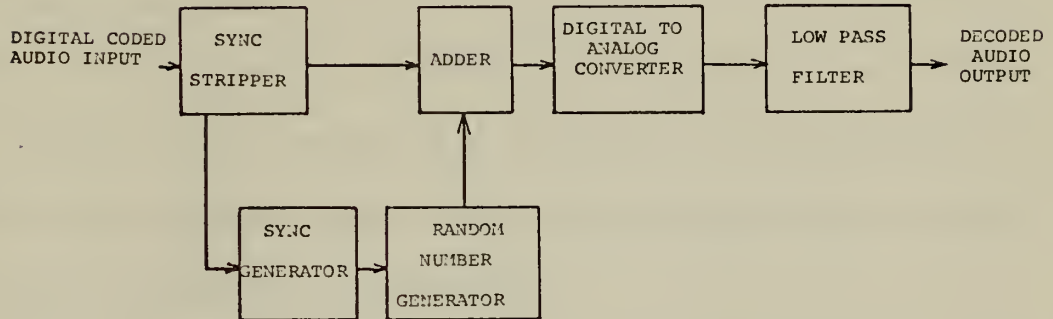 DIGITAL CODED
AUDIO INPUT
SYNC
STRIPPER
ADDER
DIGITAL TO
ANALOG
CONVERTER
LOW PASS
FILTER
DECODED
AUDIO
OUTPUT
SYNC
GENERATOR
RANDOM
NUMBER
GENERATOR